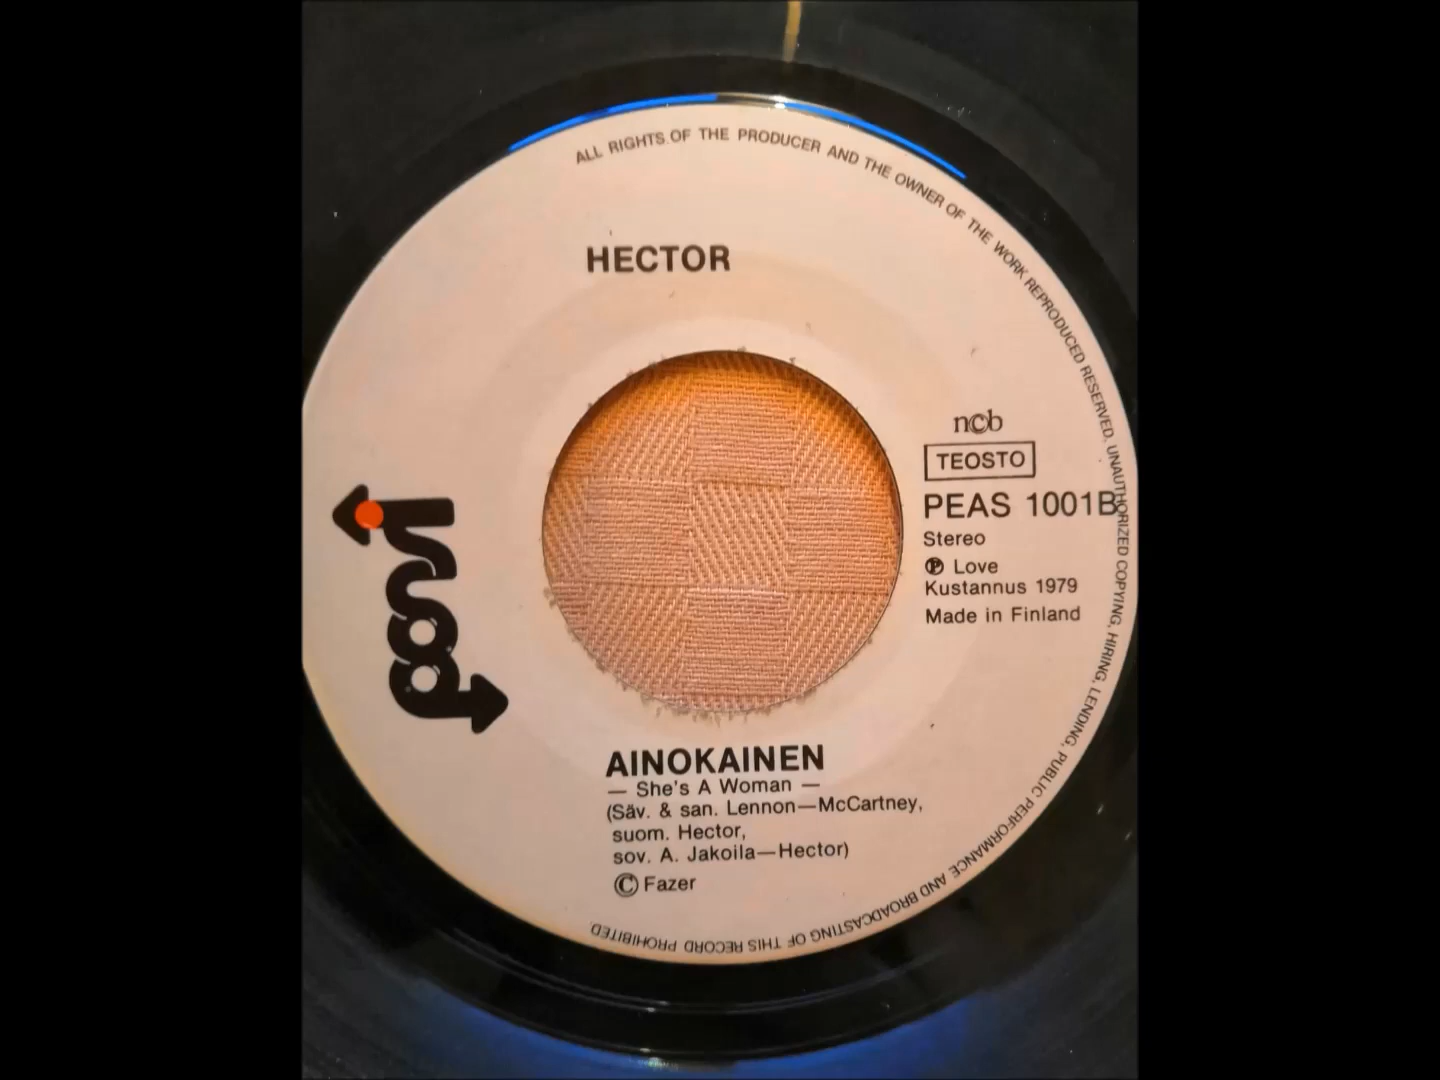 ALL RIGHTS OF THE PRODUCER AND THE OWNER OF THE WORK REPRODUCED RESERVED. UNAUTHORIZED COPYING, HIRING, LENDING, PUBLIC PERFORMANCE AND BROADCASTING OF THIS RECORD PROHIBITED.
HECTOR
ncb
TEOSTO
PEAS 1001B
Stereo
Ⓟ Love
Kustannus 1979
Made in Finland
AINOKAINEN
— She's A Woman —
(Säv. & san. Lennon—McCartney,
suom. Hector,
sov. A. Jakoila—Hector)
© Fazer